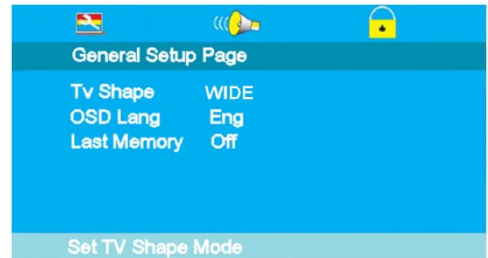 General Setup Page
Tv Shape WIDE
OSD Lang Eng
Last Memory Off
Set TV Shape Mode